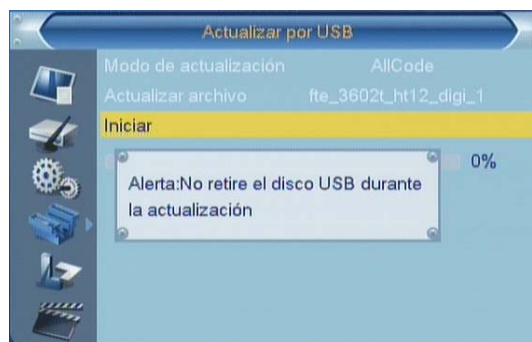 Actualizar por USB
Modo de actualización AllCode
Actualizar archivo fte_3602t_ht12_digi_1
Iniciar
0%
Alerta:No retire el disco USB durante
la actualización